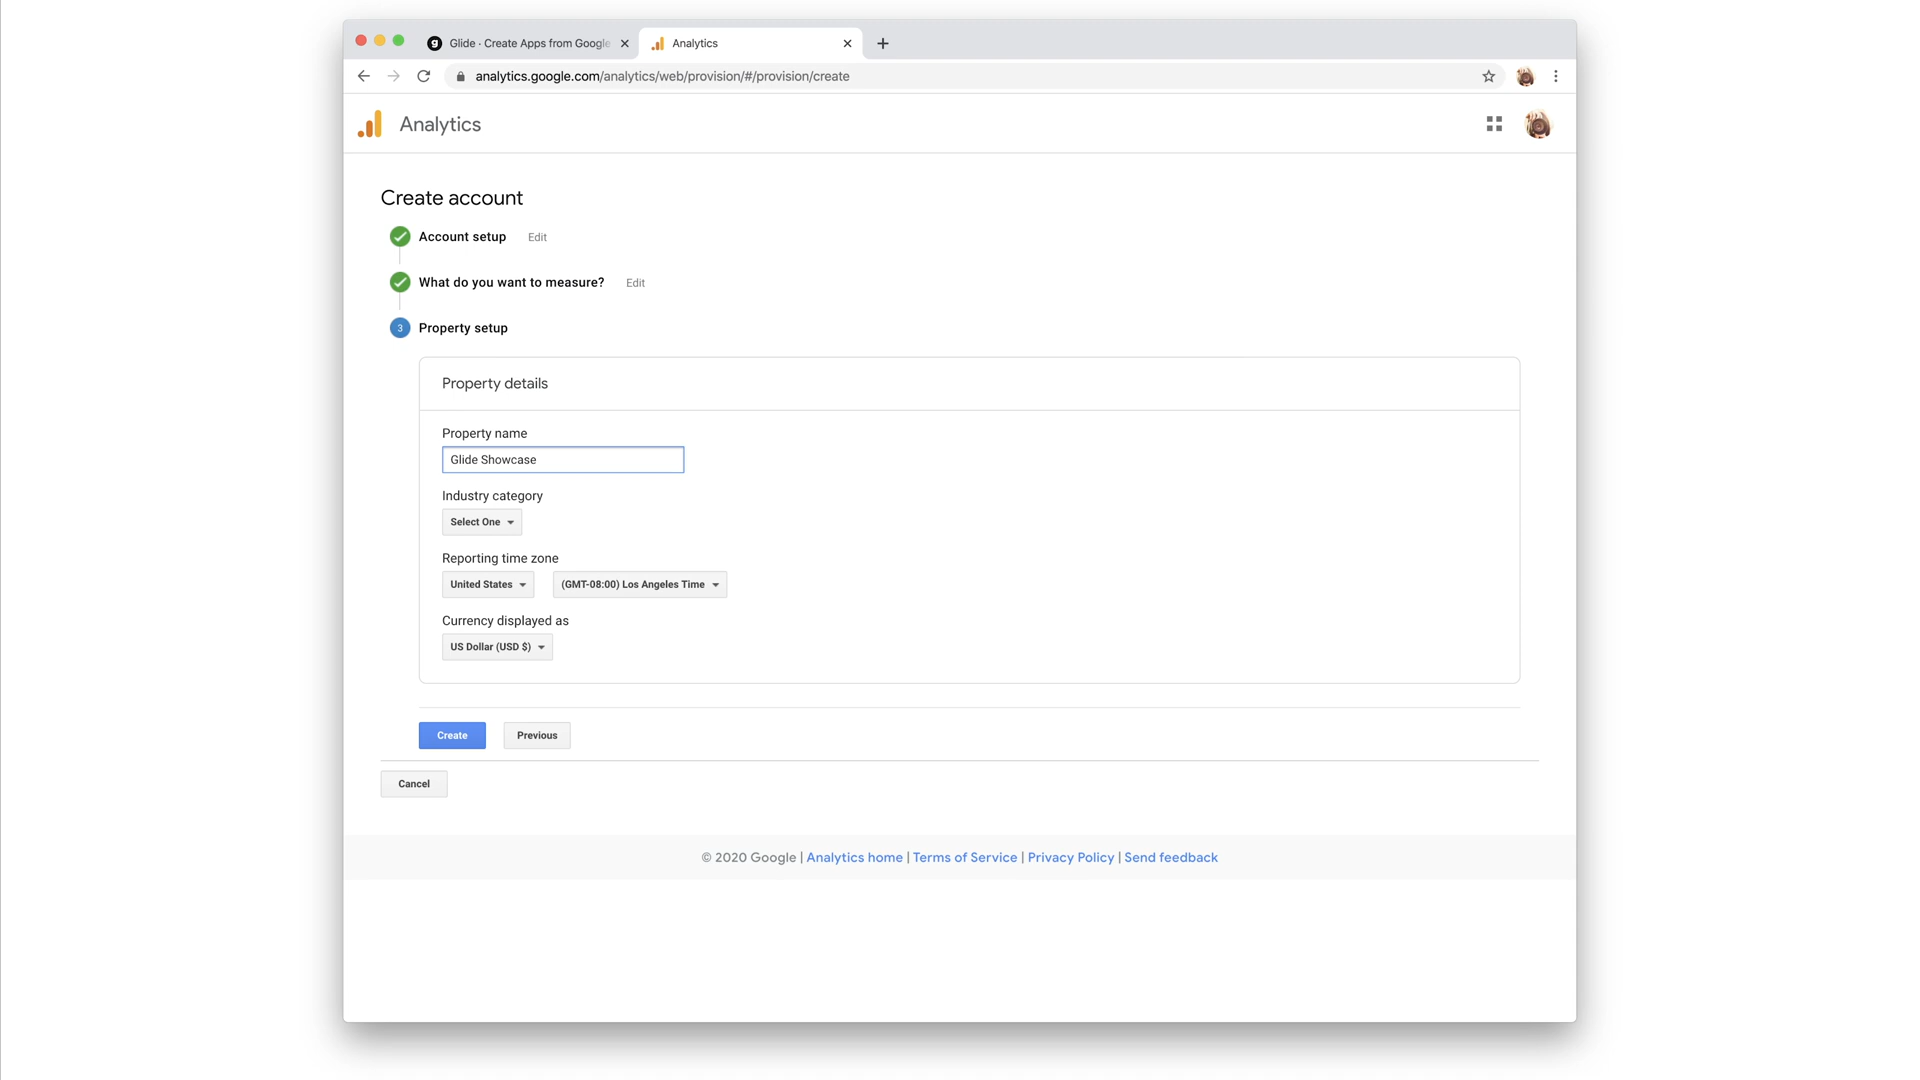 Glide · Create Apps from Google
Analytics
analytics.google.com/analytics/web/provision/#/provision/create
Analytics
Create account
Account setup Edit
What do you want to measure? Edit
3 Property setup
Property details
Property name
Glide Showcase
Industry category
Select One
Reporting time zone
United States (GMT-08:00) Los Angeles Time
Currency displayed as
US Dollar (USD $)
Create Previous
Cancel
© 2020 Google | Analytics home | Terms of Service | Privacy Policy | Send feedback